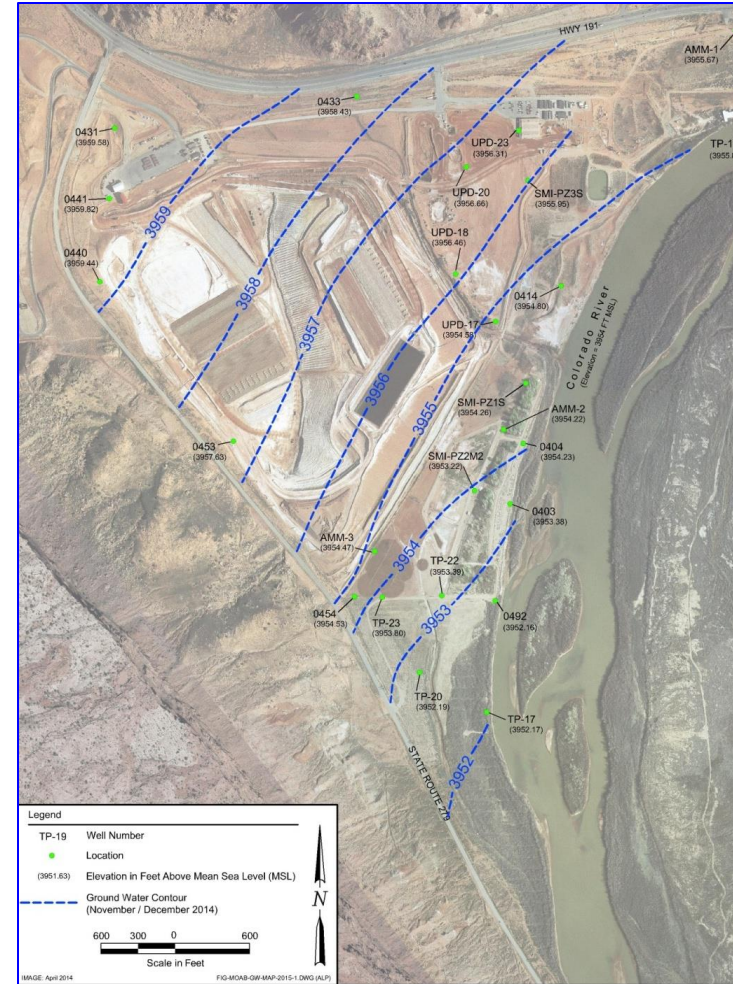 HWY 191
AMM-1
(3955.67)
0433
(3958.43)
0431
(3959.58)
UPD-23
(3956.31)
TP-1
(3955.
UPD-20
(3956.66)
SMI-PZ3S
(3955.95)
0441
(3959.82)
3959
UPD-18
(3956.46)
0440
(3959.44)
3958
0414
(3954.80)
Colorado River
(Elevation = 3954 FT MSL)
UPD-17
(3954.58)
3957
3956
SMI-PZ1S
(3954.26)
3955
AMM-2
(3954.22)
0453
(3957.63)
0404
(3954.23)
SMI-PZ2M2
(3953.22)
0403
(3953.38)
AMM-3
(3954.47)
3954
TP-22
(3953.39)
0454
(3954.53)
TP-23
(3953.80)
3953
0492
(3952.16)
TP-20
(3952.19)
TP-17
(3952.17)
STATE ROUTE 279
3952
Legend
TP-19 Well Number
Location
(3951.63) Elevation in Feet Above Mean Sea Level (MSL)
Ground Water Contour
(November / December 2014)
N
600 300 0 600
Scale in Feet
IMAGE: April 2014
FIG-MOAB-GW-MAP-2015-1.DWG (ALP)